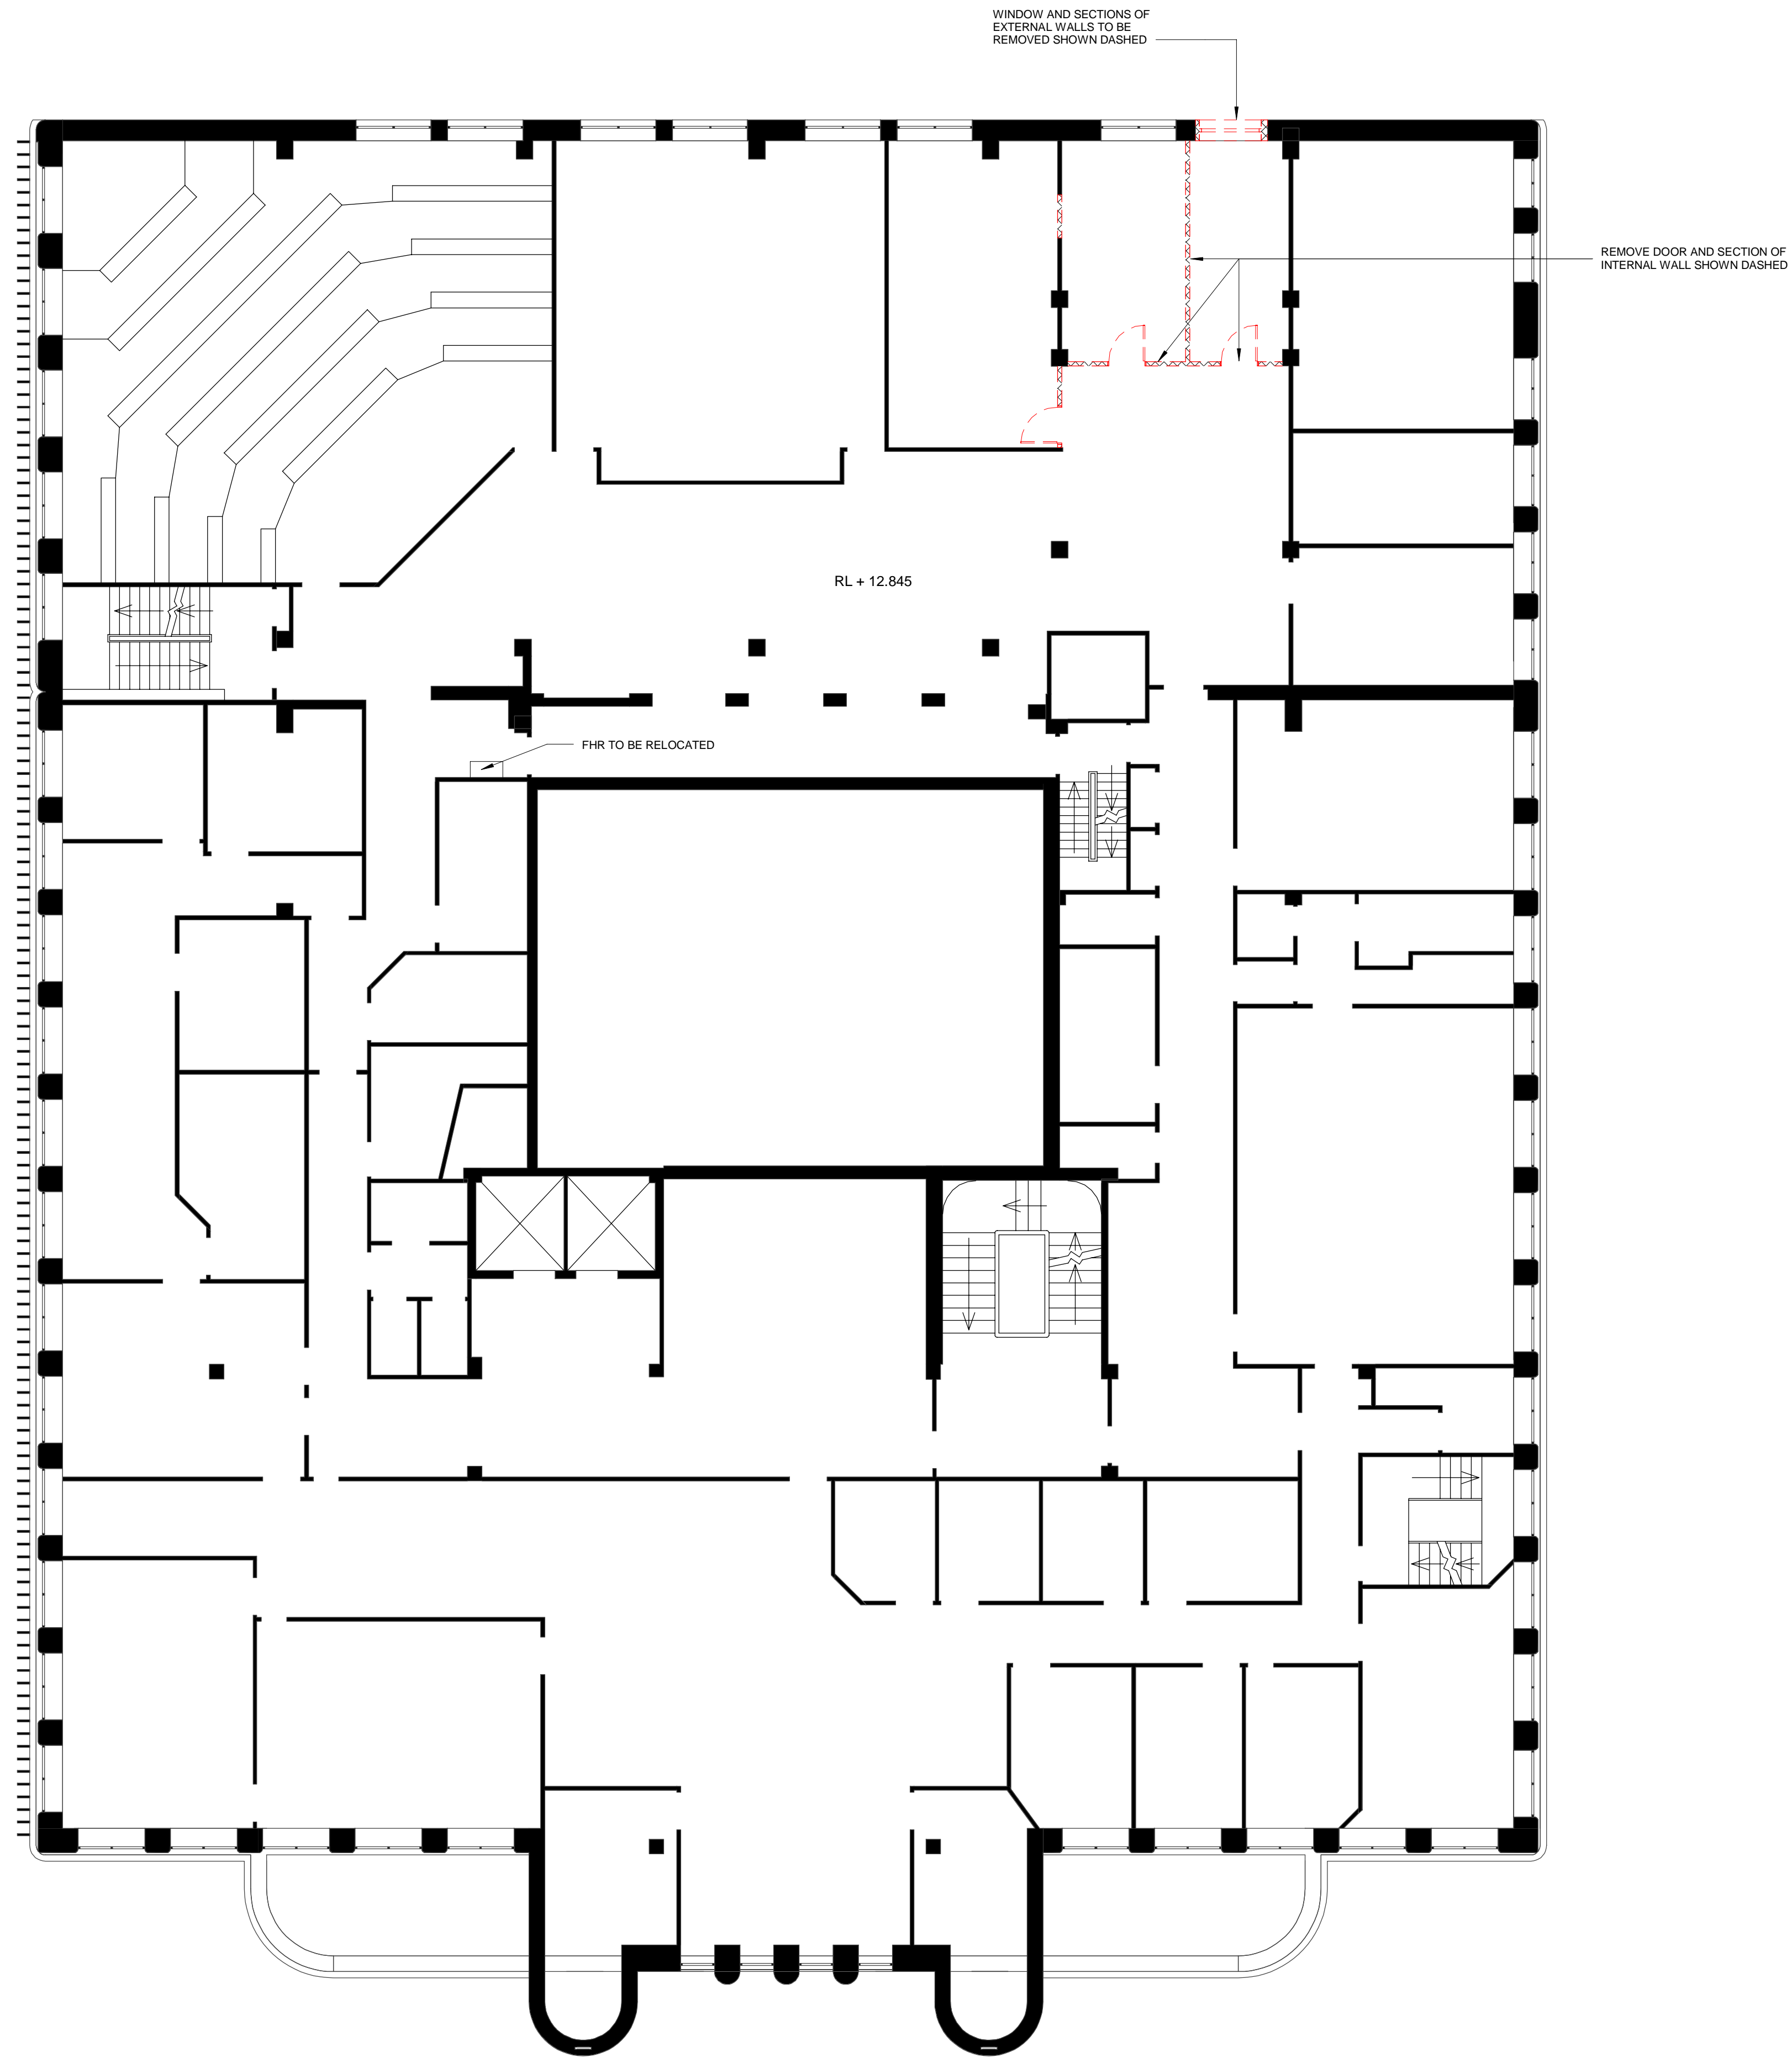 WINDOW AND SECTIONS OF
EXTERNAL WALLS TO BE
REMOVED SHOWN DASHED
REMOVE DOOR AND SECTION OF
INTERNAL WALL SHOWN DASHED
RL + 12.845
FHR TO BE RELOCATED